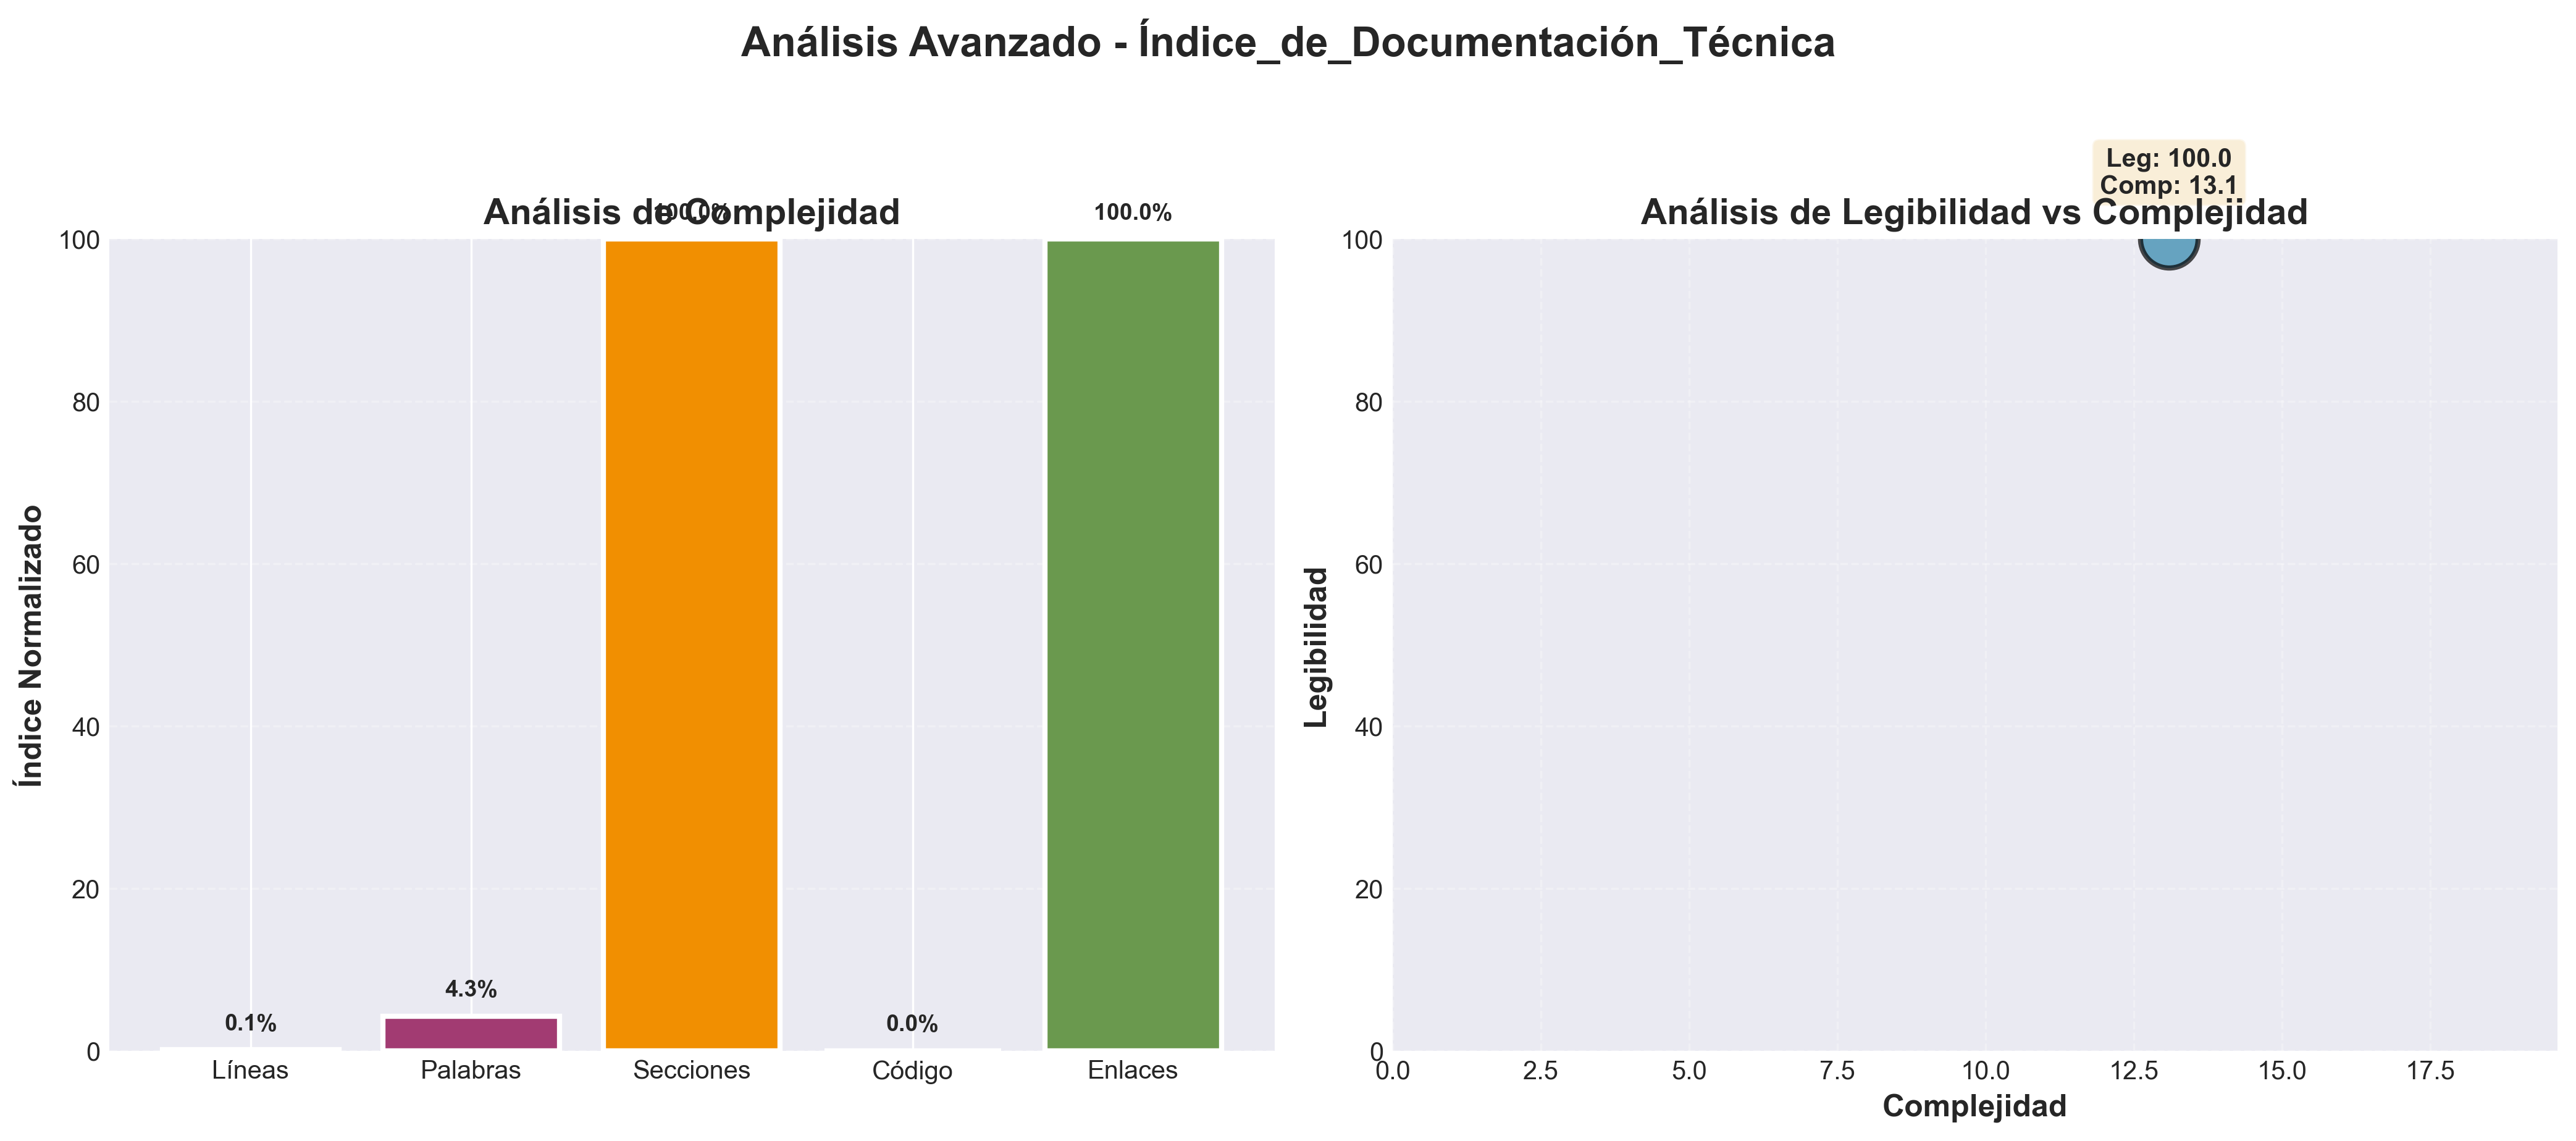 Análisis Avanzado - Índice_de_Documentación_Técnica
Análisis de Complejidad
100.0%
100.0%
Índice Normalizado
100
80
60
40
20
0
0.1%
4.3%
0.0%
Líneas
Palabras
Secciones
Código
Enlaces
Leg: 100.0
Comp: 13.1
Análisis de Legibilidad vs Complejidad
Legibilidad
100
80
60
40
20
0
0.0
2.5
5.0
7.5
10.0
12.5
15.0
17.5
Complejidad